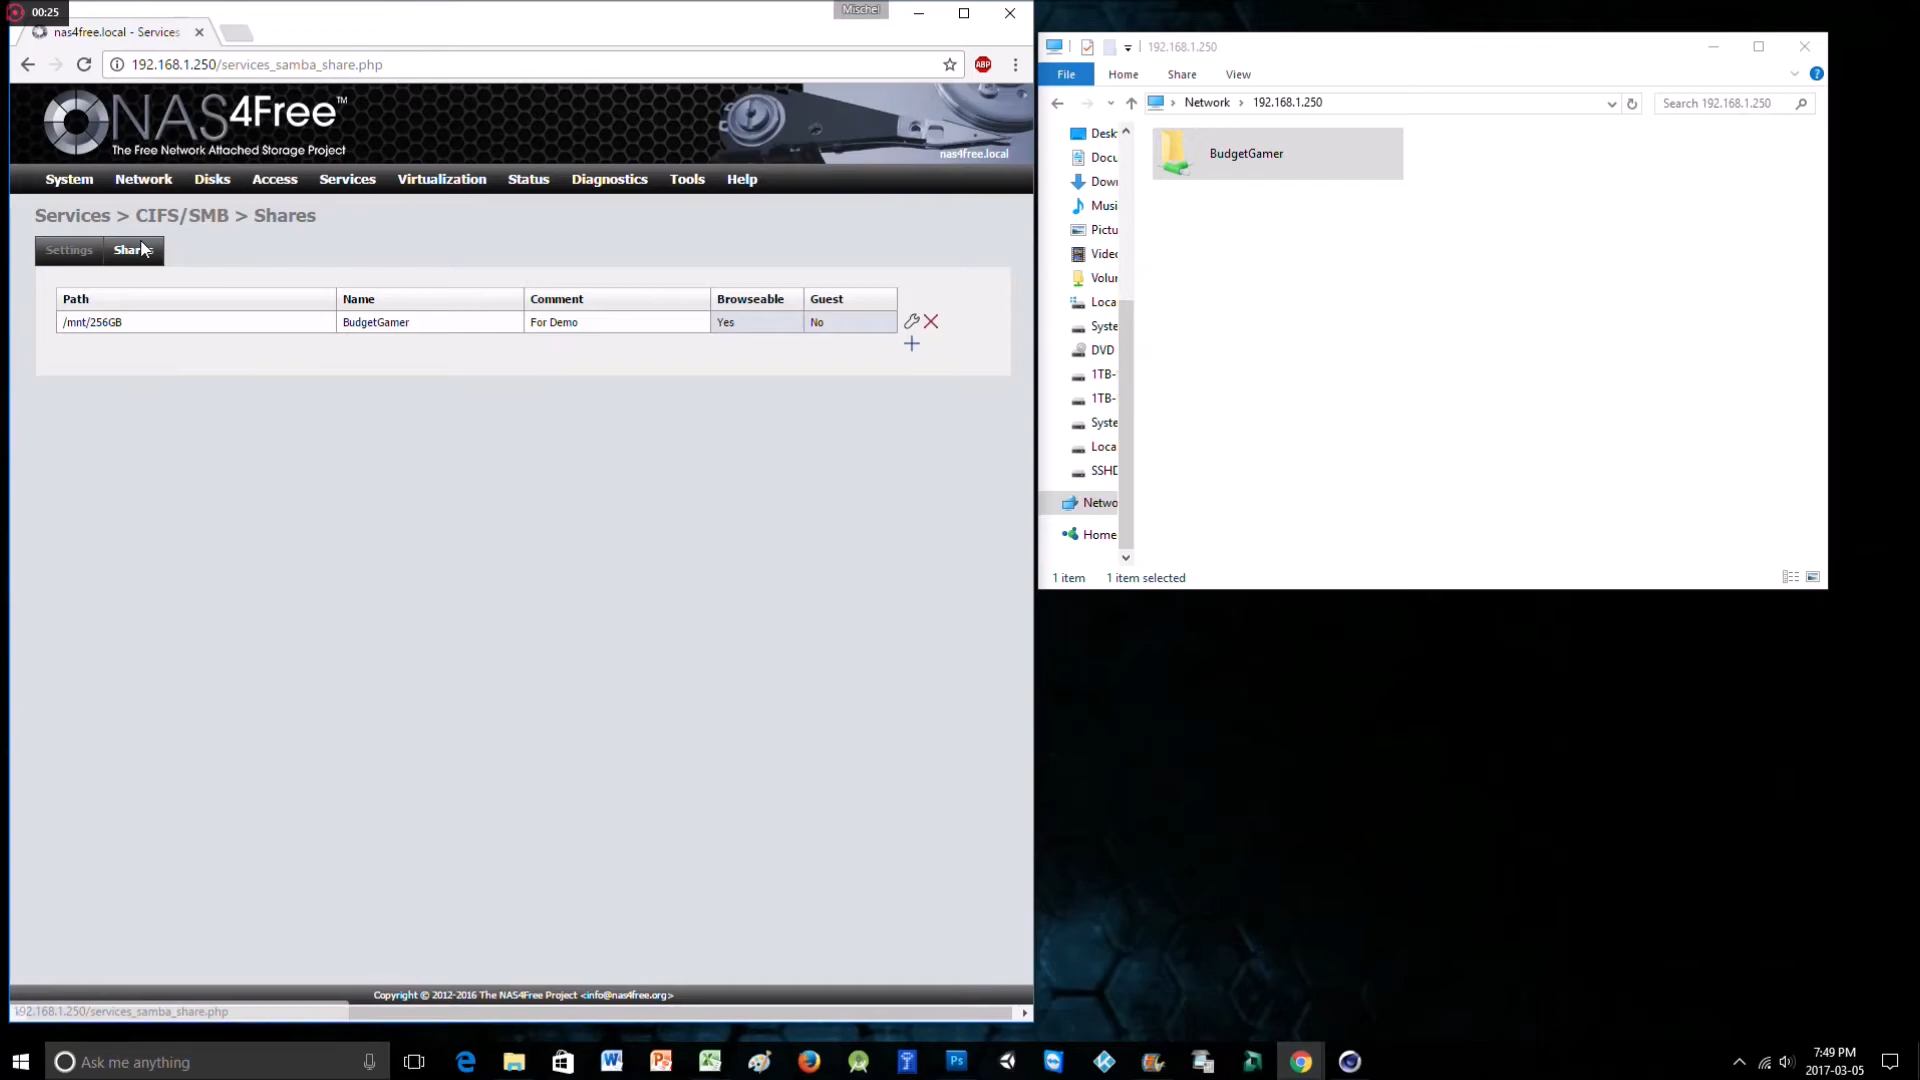 00:25
Mischel
nas4free.local - Services
192.168.1.250/services_samba_share.php
ABP
NAS4Free™
The Free Network Attached Storage Project
nas4free.local
System Network Disks Access Services Virtualization Status Diagnostics Tools Help
Services > CIFS/SMB > Shares
Settings
Path Name Comment Browseable Guest
/mnt/256GB BudgetGamer For Demo Yes No
Copyright © 2012-2016 The NAS4Free Project <info@nas4free.org>
192.168.1.250/services_samba_share.php
192.168.1.250
File Home Share View
Network 192.168.1.250
Search 192.168.1.250
Desk
Docu
Down
Musi
Pictu
Videc
Volur
Loca
Syste
DVD
1TB-
1TB-
Syste
Loca
SSHD
Netwo
Home
BudgetGamer
1 item 1 item selected
Ask me anything
7:49 PM
2017-03-05